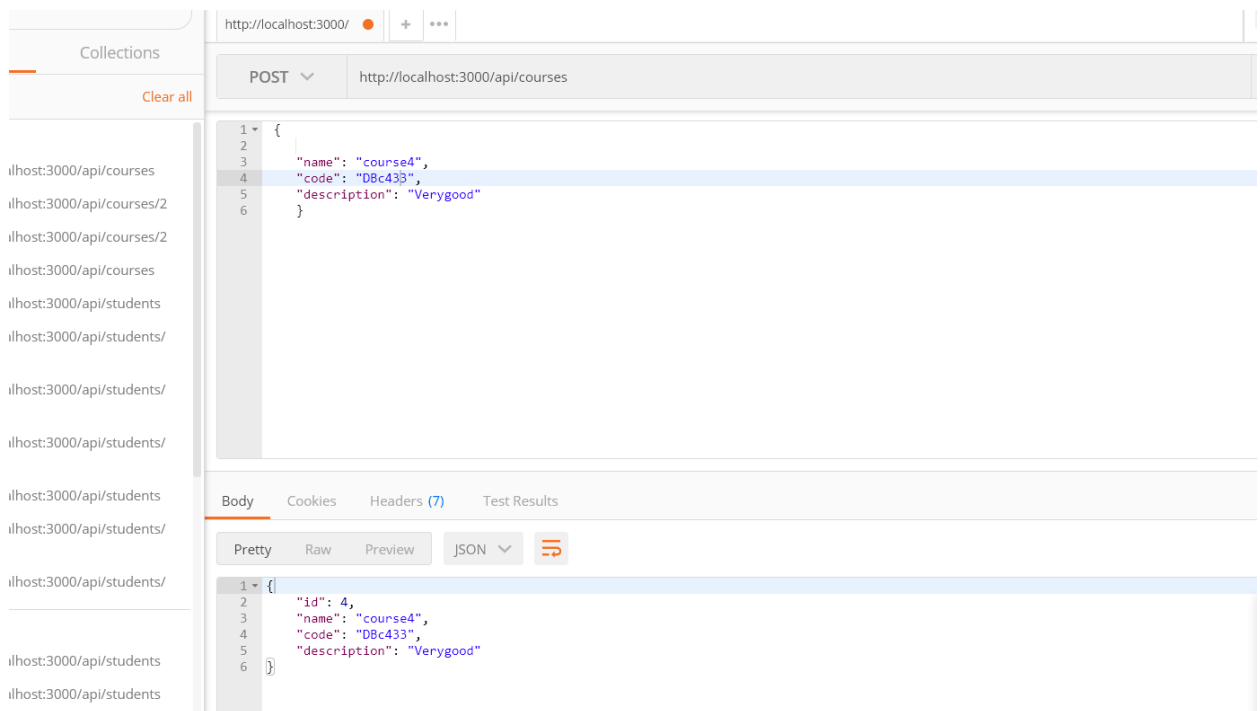 Collections
Clear all
lhost:3000/api/courses
lhost:3000/api/courses/2
lhost:3000/api/courses/2
lhost:3000/api/courses
lhost:3000/api/students
lhost:3000/api/students/
lhost:3000/api/students/
lhost:3000/api/students/
lhost:3000/api/students
lhost:3000/api/students/
lhost:3000/api/students/
lhost:3000/api/students
lhost:3000/api/students
http://localhost:3000/ + •••
POST http://localhost:3000/api/courses
1 {
2
3 "name": "course4",
4 "code": "DBc433",
5 "description": "Verygood"
6 }
Body Cookies Headers (7) Test Results
Pretty Raw Preview JSON
1 {
2 "id": 4,
3 "name": "course4",
4 "code": "DBc433",
5 "description": "Verygood"
6 }